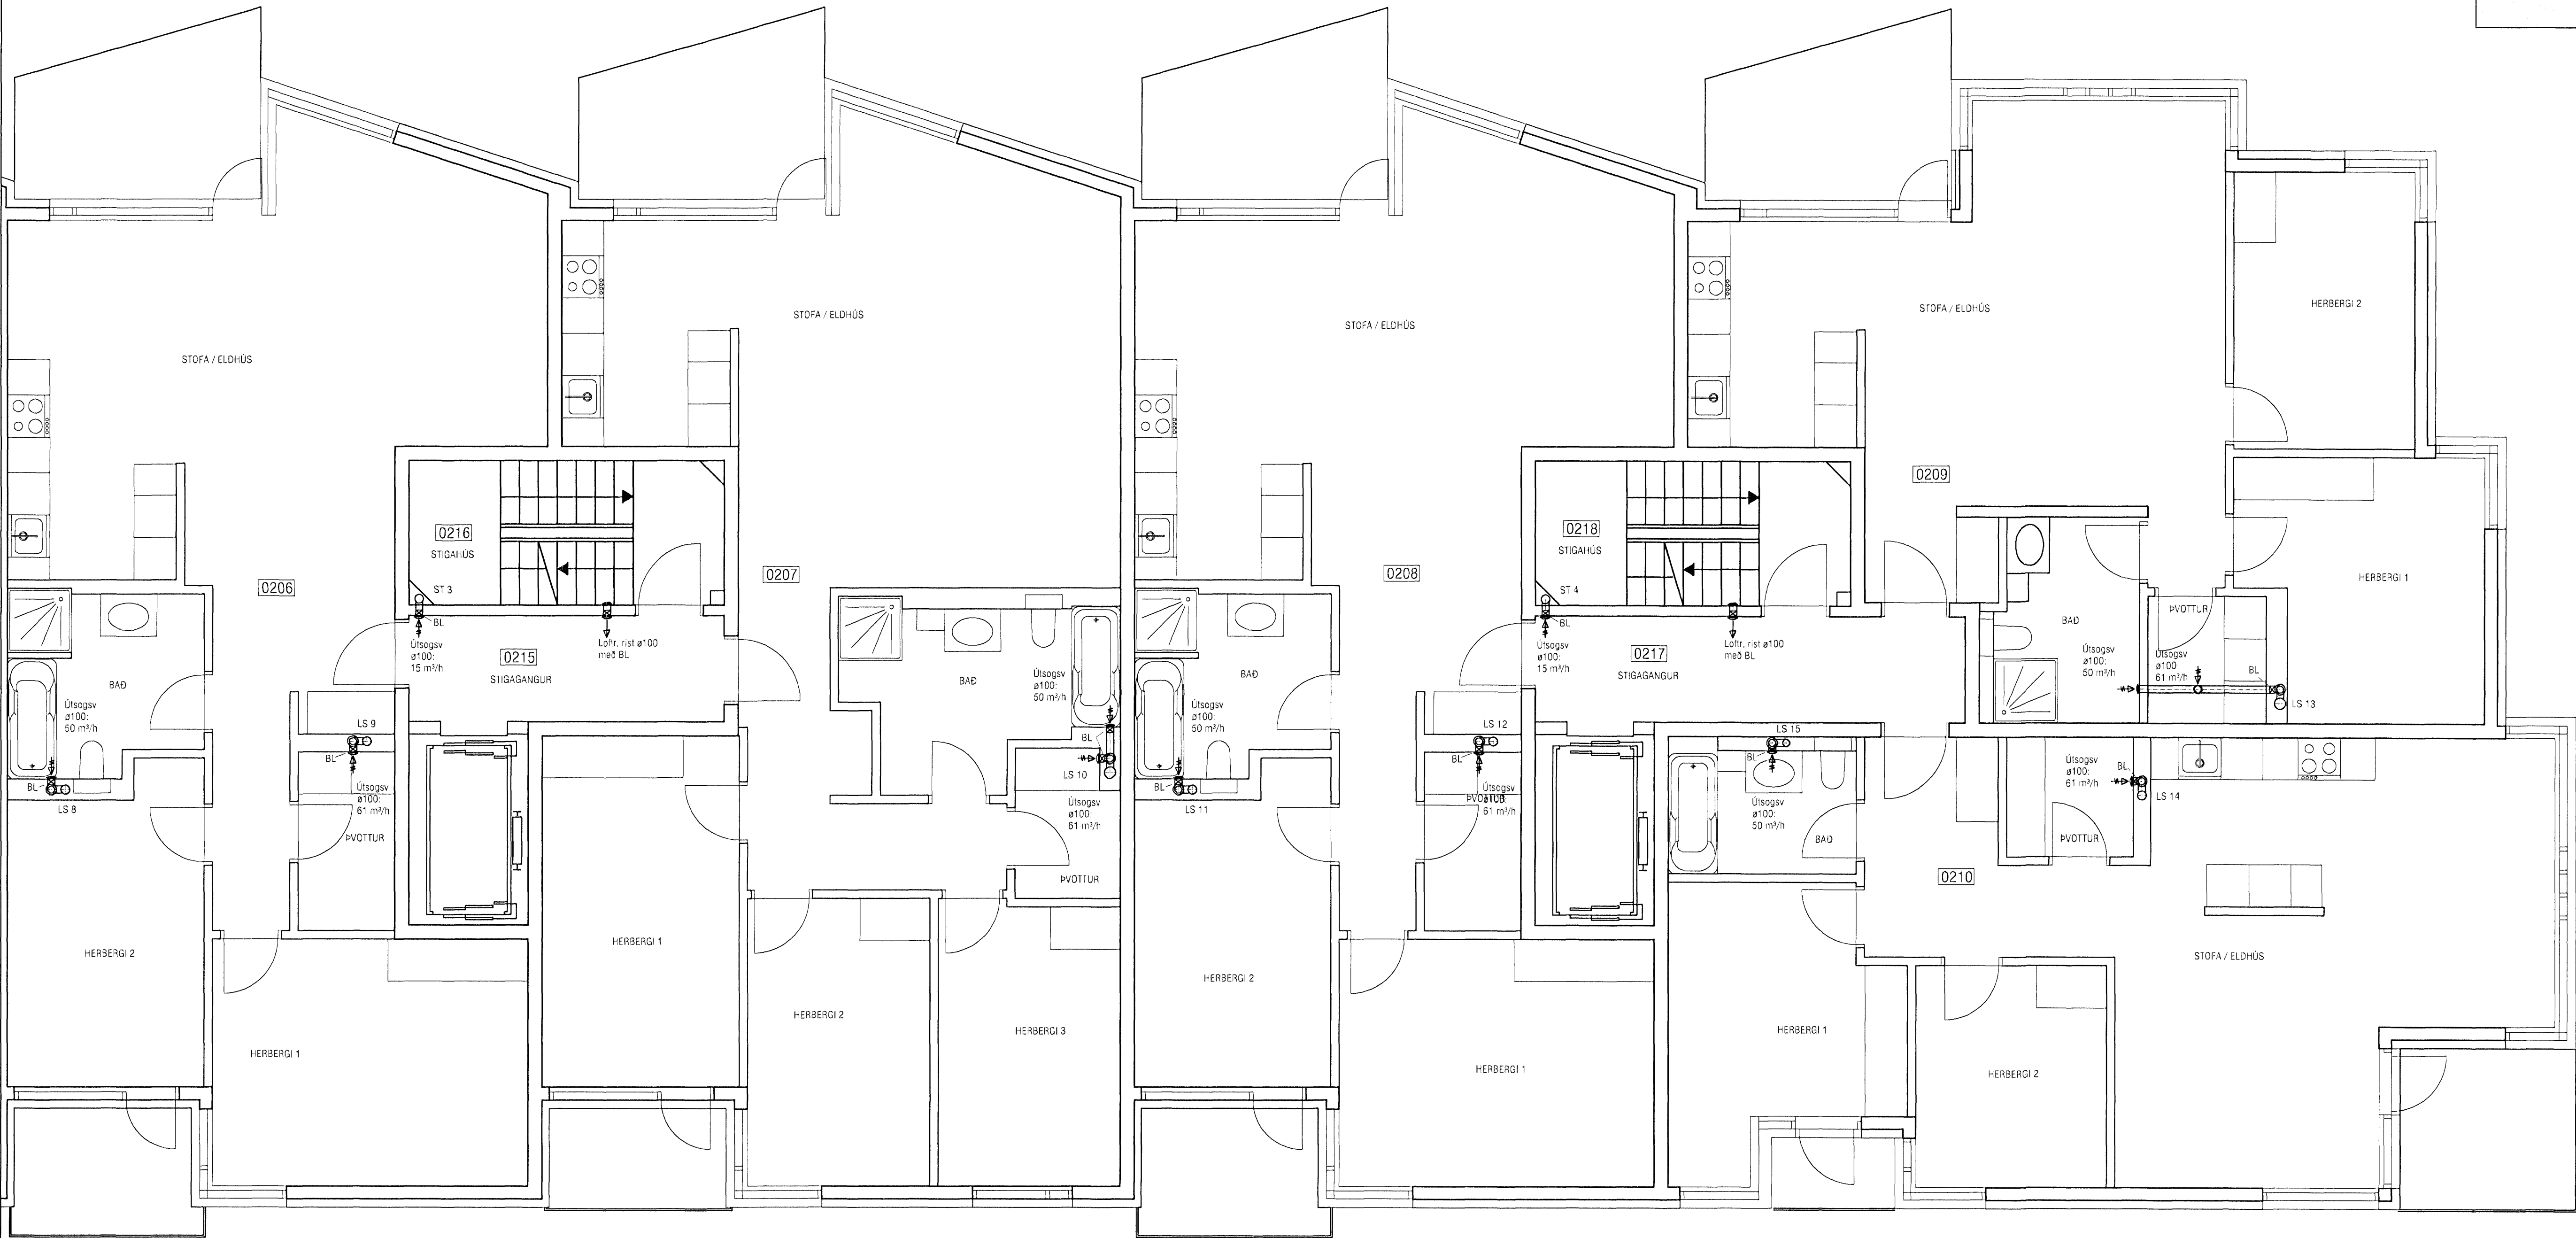 STOFA / ELDHÚS
0206
BAÐ
Útsogsv
ø100:
50 m³/h
BL
LS 8
HERBERGI 2
HERBERGI 1
LS 9
BL
Útsogsv
ø100:
61 m³/h
ÞVOTTUR
0216
STIGAHÚS
ST 3
BL
Útsogsv
ø100:
15 m³/h
0215
STIGAGANGUR
Loftr. rist ø100
með BL
STOFA / ELDHÚS
0207
BAÐ
Útsogsv
ø100:
50 m³/h
BL
LS 10
Útsogsv
ø100:
61 m³/h
ÞVOTTUR
HERBERGI 1
HERBERGI 2
HERBERGI 3
STOFA / ELDHÚS
0208
BAÐ
Útsogsv
ø100:
50 m³/h
BL
LS 11
HERBERGI 2
HERBERGI 1
LS 12
BL
ÞVOTTUR
Útsogsv
ø100:
61 m³/h
0218
STIGAHÚS
ST 4
BL
Útsogsv
ø100:
15 m³/h
0217
STIGAGANGUR
Loftr. rist ø100
með BL
STOFA / ELDHÚS
0209
HERBERGI 2
HERBERGI 1
BAÐ
Útsogsv
ø100:
50 m³/h
ÞVOTTUR
Útsogsv
ø100:
61 m³/h
BL
LS 13
LS 15
BL
Útsogsv
ø100:
50 m³/h
BAÐ
Útsogsv
ø100:
61 m³/h
BL
LS 14
ÞVOTTUR
0210
STOFA / ELDHÚS
HERBERGI 1
HERBERGI 2